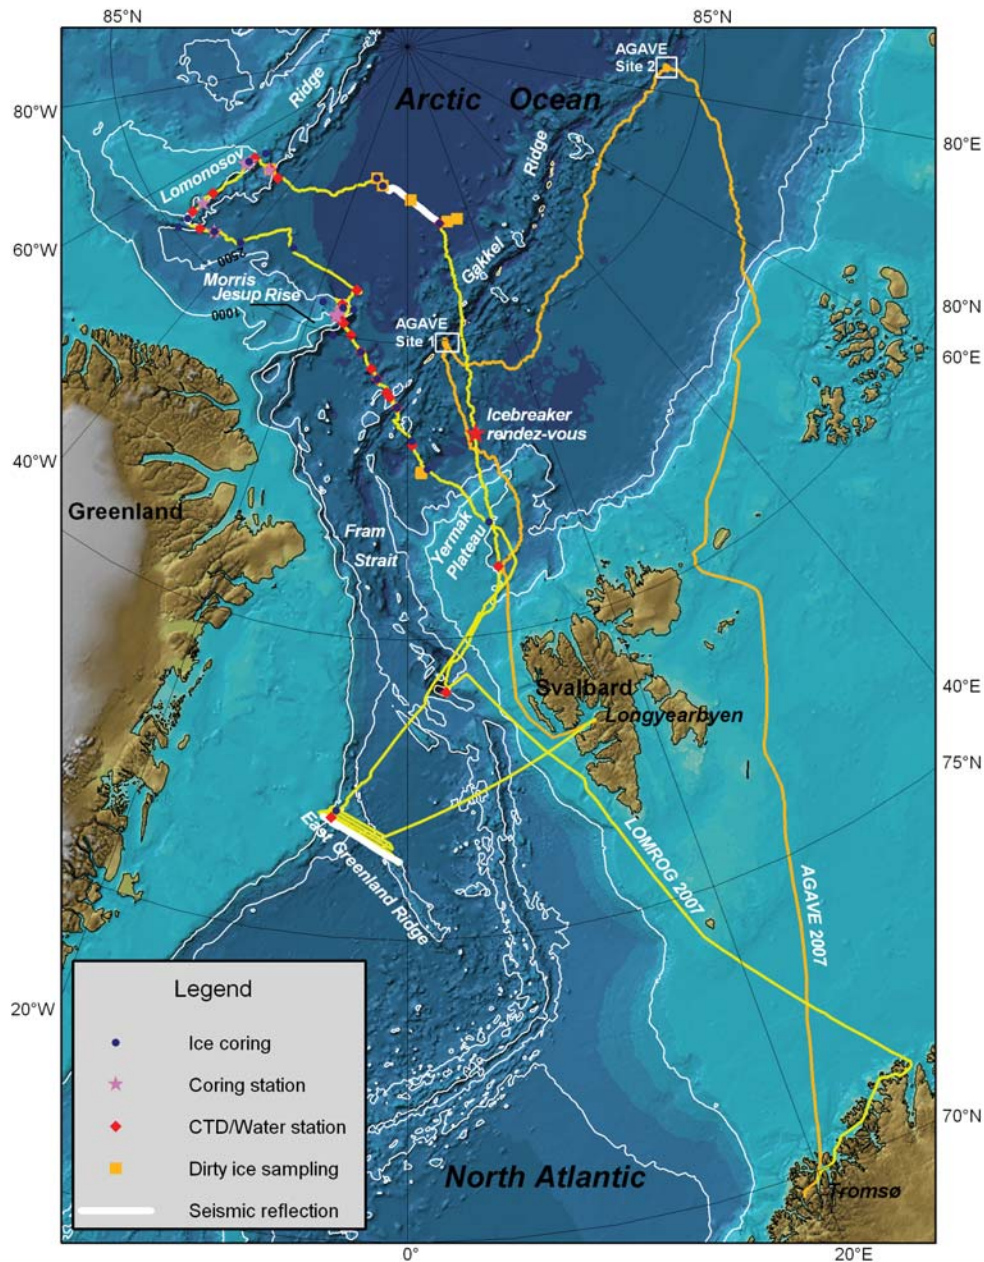 85°N
85°N
AGAVE
Site 2
80°W
Ridge
Arctic Ocean
80°E
Lomonosov
Ridge
60°W
2500
Gakkel
Morris
Jesup Rise
1000
AGAVE
Site 1
80°N
60°E
Icebreaker
rendez-vous
40°W
Greenland
Fram
Strait
Yermak
Plateau
Svalbard
40°E
Longyearbyen
75°N
East Greenland Ridge
LOMROG 2007
AGAVE 2007
20°W
Legend
Ice coring
Coring station
CTD/Water station
Dirty ice sampling
Seismic reflection
70°N
North Atlantic
Tromsø
0°
20°E